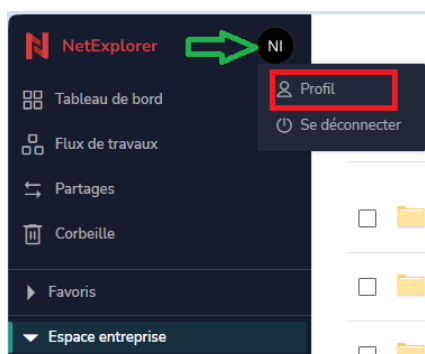 NetExplorer
NI
Profil
Tableau de bord
Se déconnecter
Flux de travaux
Partages
Corbeille
Favoris
Espace entreprise